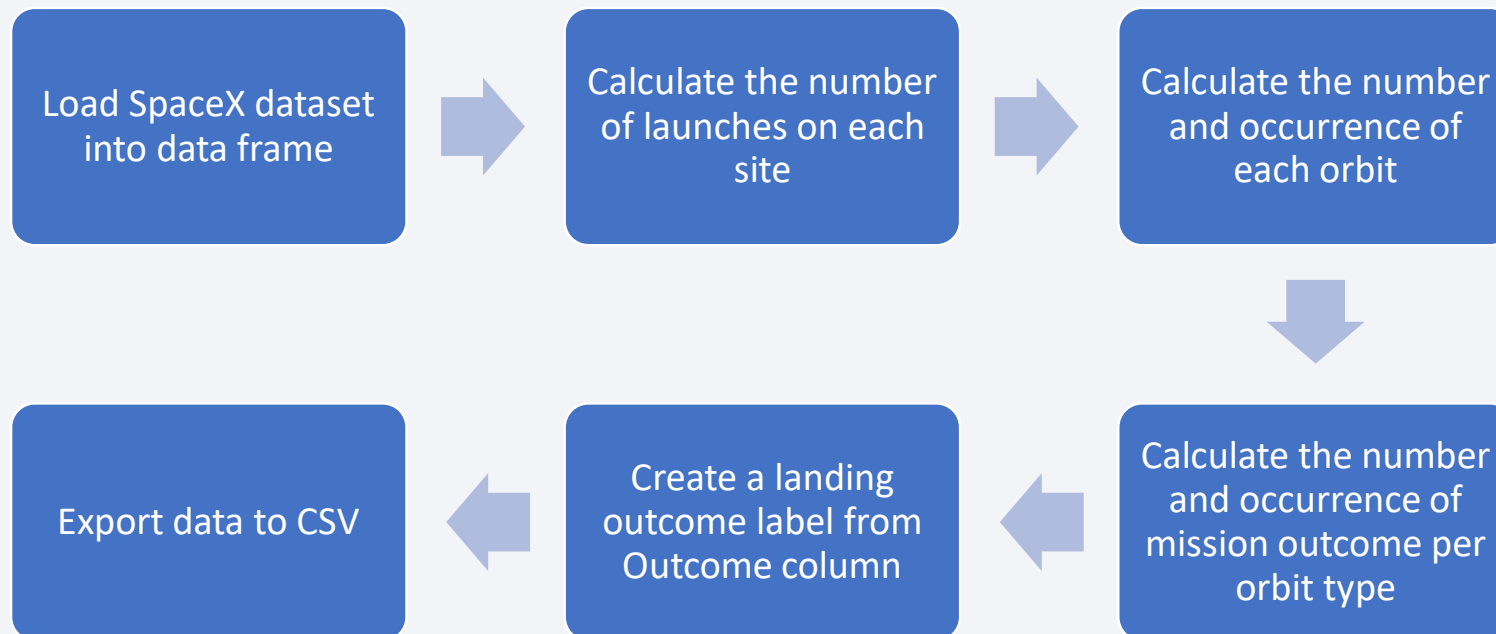 Load SpaceX dataset
into data frame
Calculate the number
of launches on each
site
Calculate the number
and occurrence of
each orbit
Calculate the number
and occurrence of
mission outcome per
orbit type
Create a landing
outcome label from
Outcome column
Export data to CSV